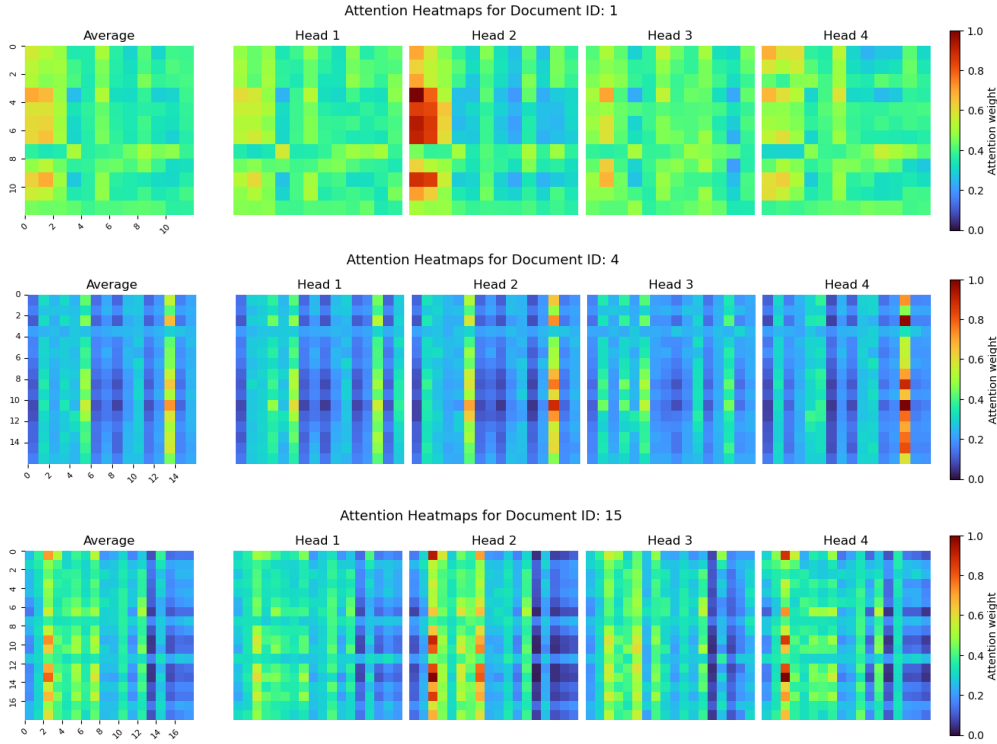 Attention Heatmaps for Document ID: 1
Average Head 1 Head 2 Head 3 Head 4
0 2 4 6 8 10
0 2 4 6 8 10
1.0 0.8 0.6 0.4 0.2 0.0
Attention weight
Attention Heatmaps for Document ID: 4
Average Head 1 Head 2 Head 3 Head 4
0 2 4 6 8 10 12 14
0 2 4 6 8 10 12 14
1.0 0.8 0.6 0.4 0.2 0.0
Attention weight
Attention Heatmaps for Document ID: 15
Average Head 1 Head 2 Head 3 Head 4
0 2 4 6 8 10 12 14 16
0 2 4 6 8 10 12 14 16
1.0 0.8 0.6 0.4 0.2 0.0
Attention weight